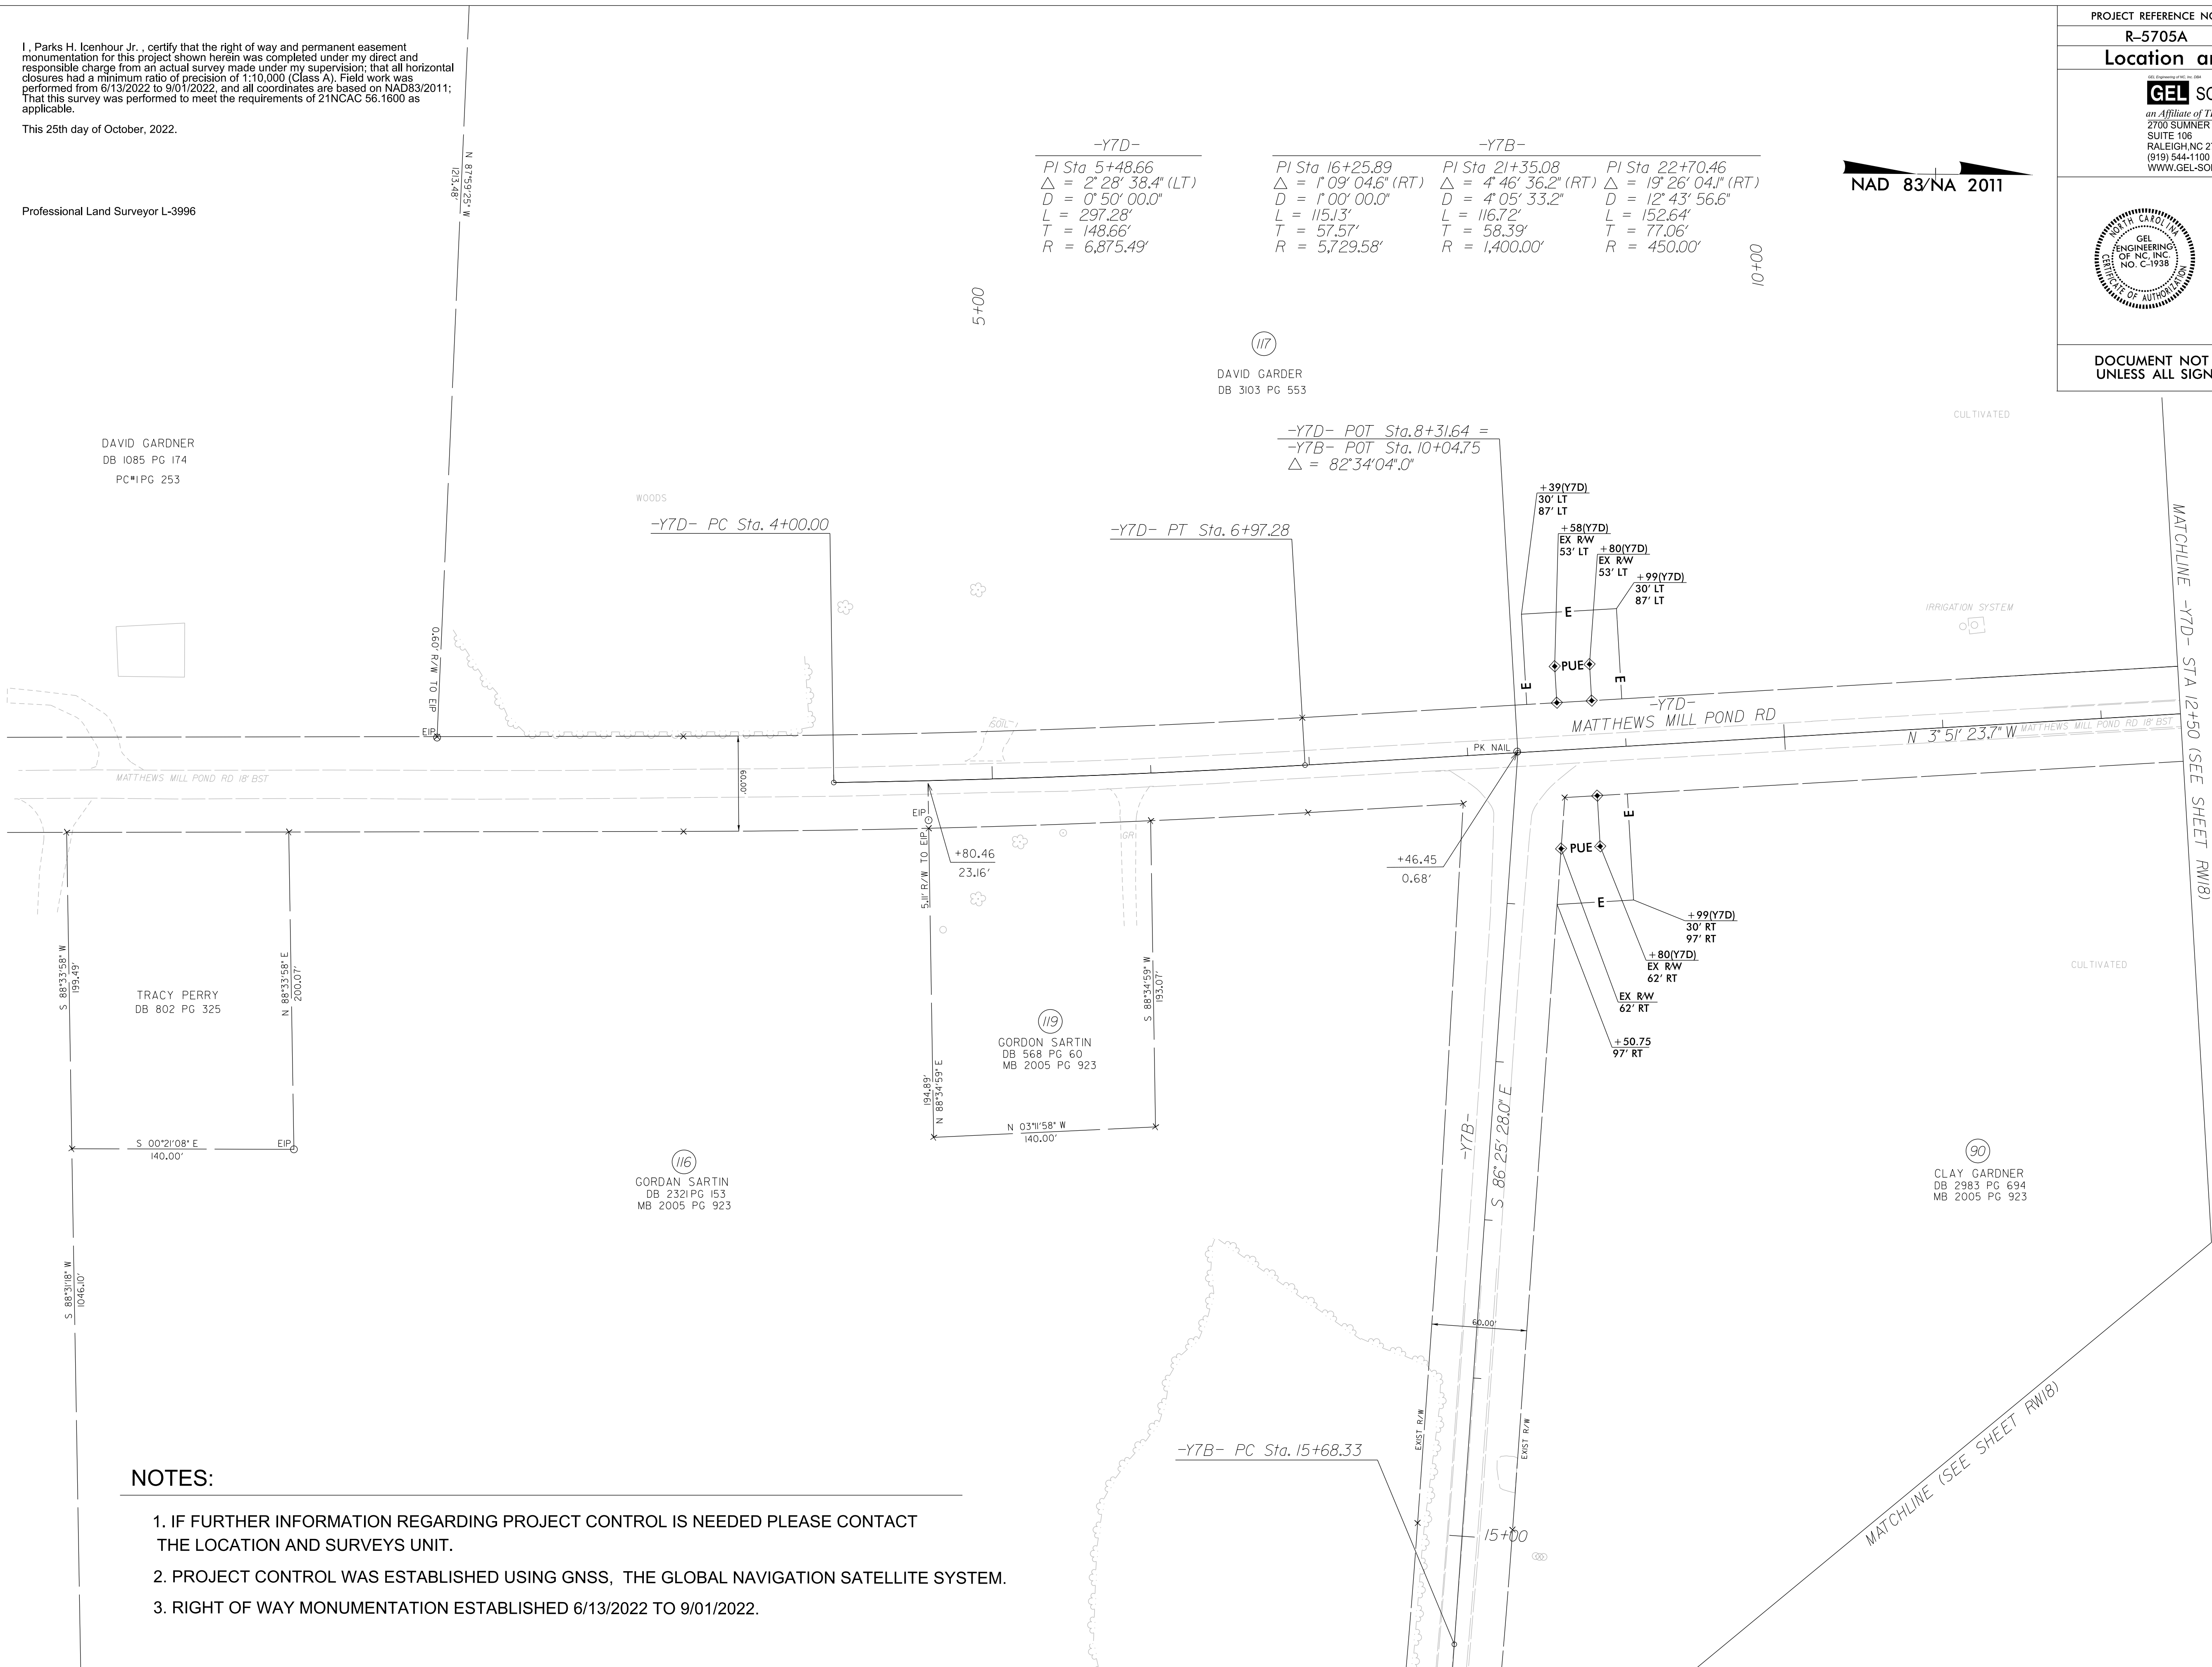 I , Parks H. Icenhour Jr. , certify that the right of way and permanent easement
monumentation for this project shown herein was completed under my direct and
responsible charge from an actual survey made under my supervision; that all horizontal
closures had a minimum ratio of precision of 1:10,000 (Class A). Field work was
performed from 6/13/2022 to 9/01/2022, and all coordinates are based on NAD83/2011;
That this survey was performed to meet the requirements of 21NCAC 56.1600 as
applicable.
This 25th day of October, 2022.
Professional Land Surveyor L-3996
N 87°59'25" W
1213.48'
-Y7D-
PI Sta 5+48.66
△ = 2° 28' 38.4" (LT)
D = 0° 50' 00.0"
L = 297.28'
T = 148.66'
R = 6,875.49'
-Y7B-
PI Sta 16+25.89
△ = 1° 09' 04.6" (RT)
D = 1° 00' 00.0"
L = 115.13'
T = 57.57'
R = 5,729.58'
PI Sta 21+35.08
△ = 4° 46' 36.2" (RT)
D = 4° 05' 33.2"
L = 116.72'
T = 58.39'
R = 1,400.00'
PI Sta 22+70.46
△ = 19° 26' 04.1" (RT)
D = 12° 43' 56.6"
L = 152.64'
T = 77.06'
R = 450.00'
NAD 83/NA 2011
PROJECT REFERENCE NO
R–5705A
Location a
GEL SO
an Affiliate of T
2700 SUMNER
SUITE 106
RALEIGH,NC 2
(919) 544-1100
WWW.GEL-SO
NORTH CAROLINA
GEL
ENGINEERING
OF NC, INC.
NO. C–1938
CERTIFICATE OF AUTHORIZATION
DOCUMENT NOT
UNLESS ALL SIGN
5+00
10+00
117
DAVID GARDER
DB 3103 PG 553
CULTIVATED
DAVID GARDNER
DB 1085 PG 174
PC#1 PG 253
WOODS
-Y7D- PC Sta. 4+00.00
-Y7D- PT Sta. 6+97.28
-Y7D- POT Sta. 8+31.64 =
-Y7B- POT Sta. 10+04.75
△ = 82°34'04".0"
+39(Y7D)
30' LT
87' LT
+58(Y7D)
EX R/W
53' LT
+80(Y7D)
EX R/W
53' LT
+99(Y7D)
30' LT
87' LT
E
E
E
PUE
IRRIGATION SYSTEM
MATCHLINE -Y7D- STA 12+50 (SEE SHEET RW18)
0.60' R/W TO EIP
EIP
SOIL
-Y7D-
MATTHEWS MILL POND RD
N 3° 51' 23.7" W
MATTHEWS MILL POND RD 18' BST
PK NAIL
MATTHEWS MILL POND RD 18' BST
60.00'
EIP
5.11' R/W TO EIP
+80.46
23.16'
GR
+46.45
0.68'
E
PUE
E
+99(Y7D)
30' RT
97' RT
+80(Y7D)
EX R/W
62' RT
EX R/W
62' RT
+50.75
97' RT
CULTIVATED
S 88°33'58" W
199.49'
TRACY PERRY
DB 802 PG 325
N 88°33'58" E
200.07'
S 00°21'08" E
140.00'
EIP
119
GORDON SARTIN
DB 568 PG 60
MB 2005 PG 923
S 88°34'59" W
193.07'
194.89'
N 88°34'59" E
N 03°11'58" W
140.00'
116
GORDAN SARTIN
DB 2321 PG 153
MB 2005 PG 923
-Y7B-
S 86° 25' 28.0" E
90
CLAY GARDNER
DB 2983 PG 694
MB 2005 PG 923
S 88°31'18" W
1046.10'
60.00'
EXIST R/W
EXIST R/W
-Y7B- PC Sta. 15+68.33
15+00
MATCHLINE (SEE SHEET RW18)
NOTES:
1. IF FURTHER INFORMATION REGARDING PROJECT CONTROL IS NEEDED PLEASE CONTACT
THE LOCATION AND SURVEYS UNIT.
2. PROJECT CONTROL WAS ESTABLISHED USING GNSS, THE GLOBAL NAVIGATION SATELLITE SYSTEM.
3. RIGHT OF WAY MONUMENTATION ESTABLISHED 6/13/2022 TO 9/01/2022.